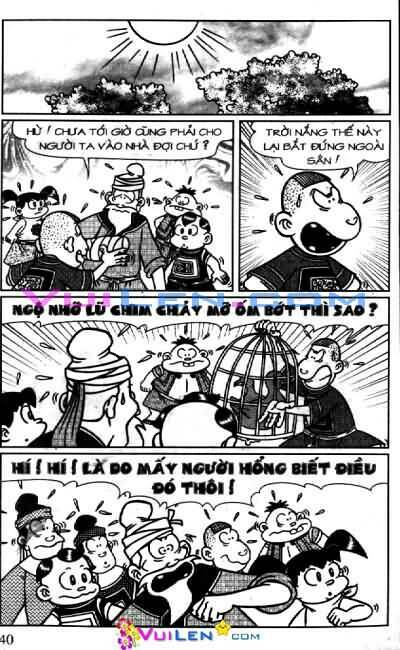 HỪ! CHƯA TỚI GIỜ CŨNG PHẢI CHO
NGƯỜI TA VÀO NHÀ ĐỢI CHỨ?
TRỜI NẮNG THẾ NÀY
LẠI BẮT ĐỨNG NGOÀI
SÂN!
NGỘ NHỠ LŨ CHIM CHẢY MỠ ỐM BỚT THÌ SAO?
VUILEN.COM
HÍ! HÍ! LÀ DO MẤY NGƯỜI HỔNG BIẾT ĐIỀU
ĐÓ THÔI!
40
VUILEN.COM